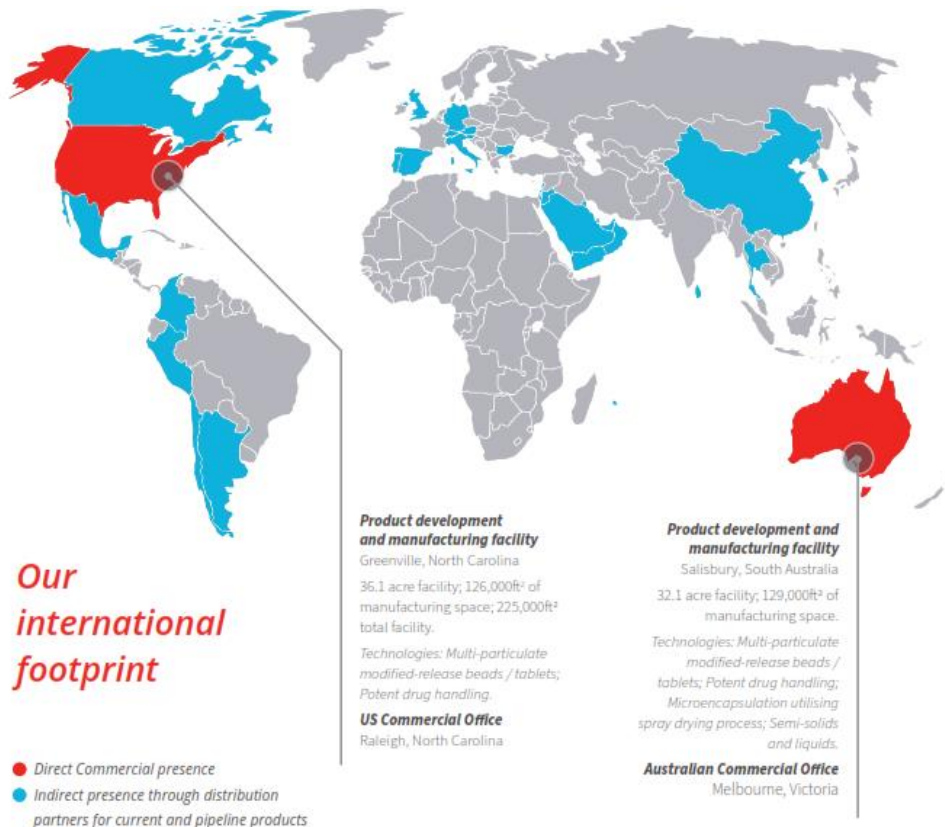 Our
international
footprint
Direct Commercial presence
Indirect presence through distribution
partners for current and pipeline products
Product development
and manufacturing facility
Greenville, North Carolina
36.1 acre facility; 126,000ft² of
manufacturing space; 225,000ft²
total facility.
Technologies: Multi-particulate
modified-release beads / tablets;
Potent drug handling.
US Commercial Office
Raleigh, North Carolina
Product development and
manufacturing facility
Salisbury, South Australia
32.1 acre facility; 129,000ft² of
manufacturing space.
Technologies: Multi-particulate
modified-release beads /
tablets; Potent drug handling;
Microencapsulation utilising
spray drying process; Semi-solids
and liquids.
Australian Commercial Office
Melbourne, Victoria